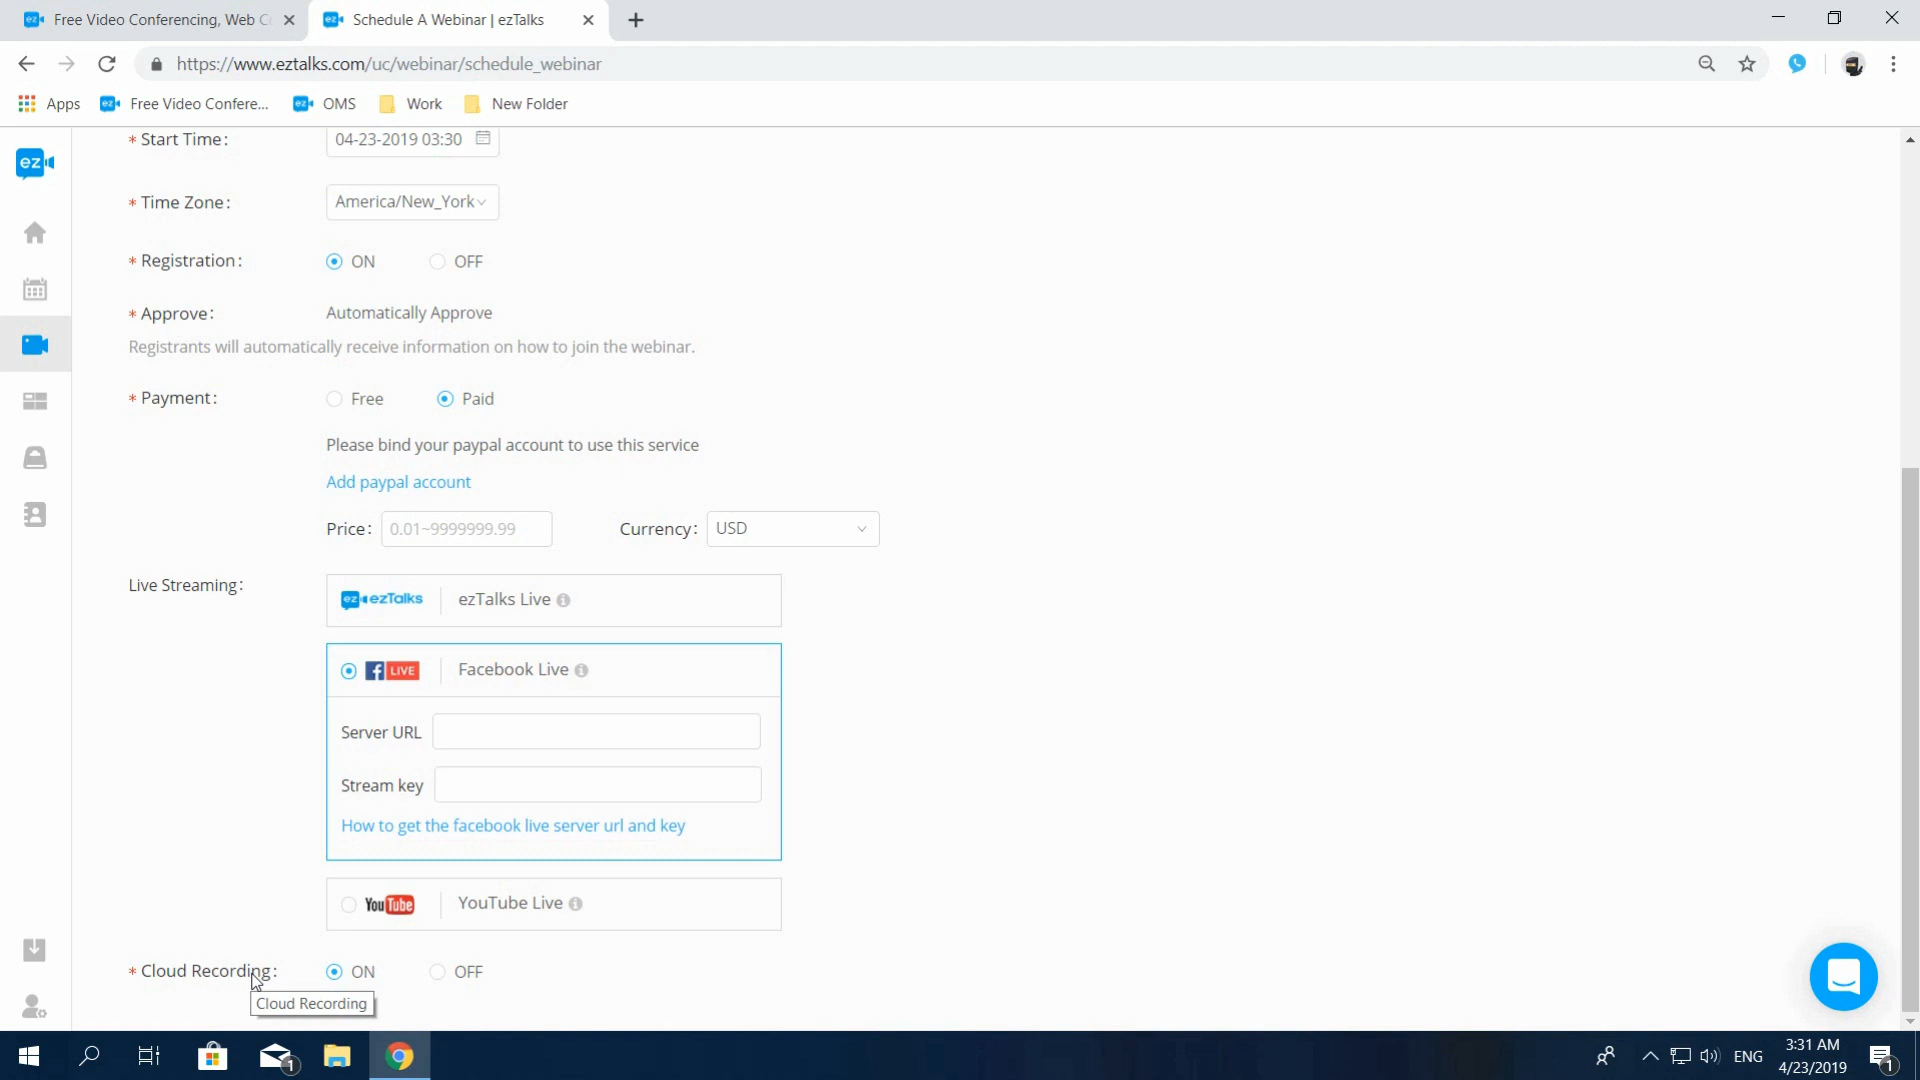 Free Video Conferencing, Web C
Schedule A Webinar | ezTalks
https://www.eztalks.com/uc/webinar/schedule_webinar
Apps
Free Video Confere...
OMS
Work
New Folder
ez
* Start Time:
04-23-2019 03:30
* Time Zone:
America/New_York
* Registration:
ON
OFF
* Approve:
Automatically Approve
Registrants will automatically receive information on how to join the webinar.
* Payment:
Free
Paid
Please bind your paypal account to use this service
Add paypal account
Price:
0.01~9999999.99
Currency:
USD
Live Streaming:
ez ezTalks
ezTalks Live
f LIVE
Facebook Live
Server URL
Stream key
How to get the facebook live server url and key
YouTube
YouTube Live
* Cloud Recording:
ON
OFF
Cloud Recording
1
ENG
3:31 AM
4/23/2019
1